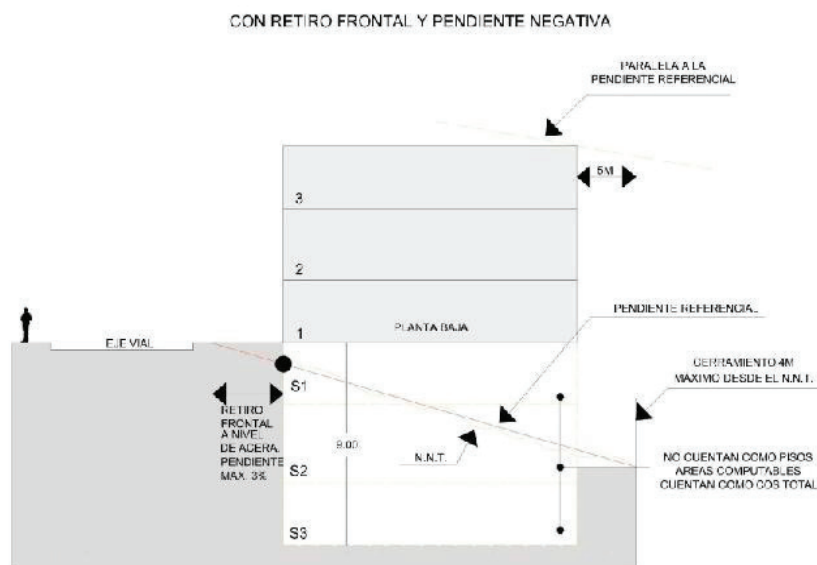 CON RETIRO FRONTAL Y PENDIENTE NEGATIVA
PARALELA A LA
PENDIENTE REFERENCIAL
5M
3
2
1
PLANTA BAJA
PENDIENTE REFERENCIAL
EJE VIAL
CERRAMIENTO 4M
MÁXIMO DESDE EL N.N.T.
S1
RETIRO
FRONTAL
A NIVEL
DE ACERA.
PENDIENTE
MAX. 3%
9.00
N.N.T.
S2
NO CUENTAN COMO PISOS
AREAS COMPUTABLES
CUENTAN COMO COS TOTAL
S3